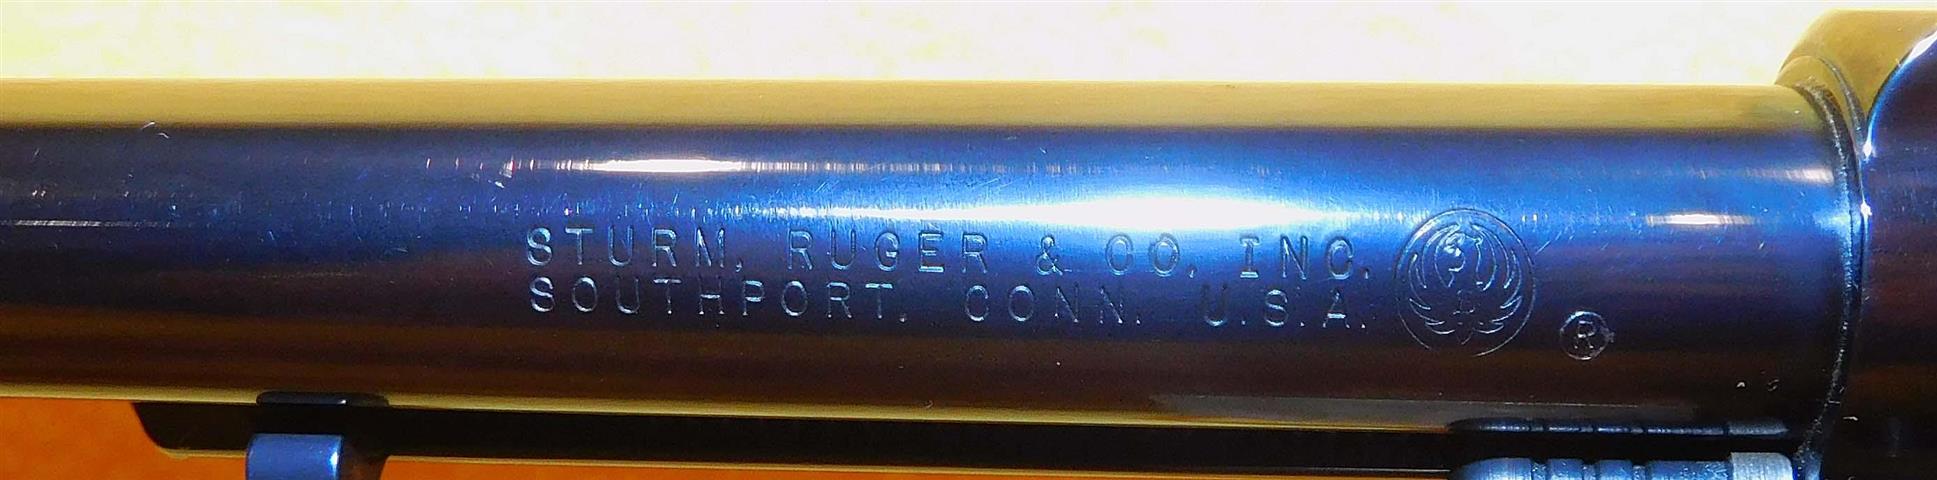 STURM, RUGER & CO. INC.
SOUTHPORT, CONN. U.S.A.
®